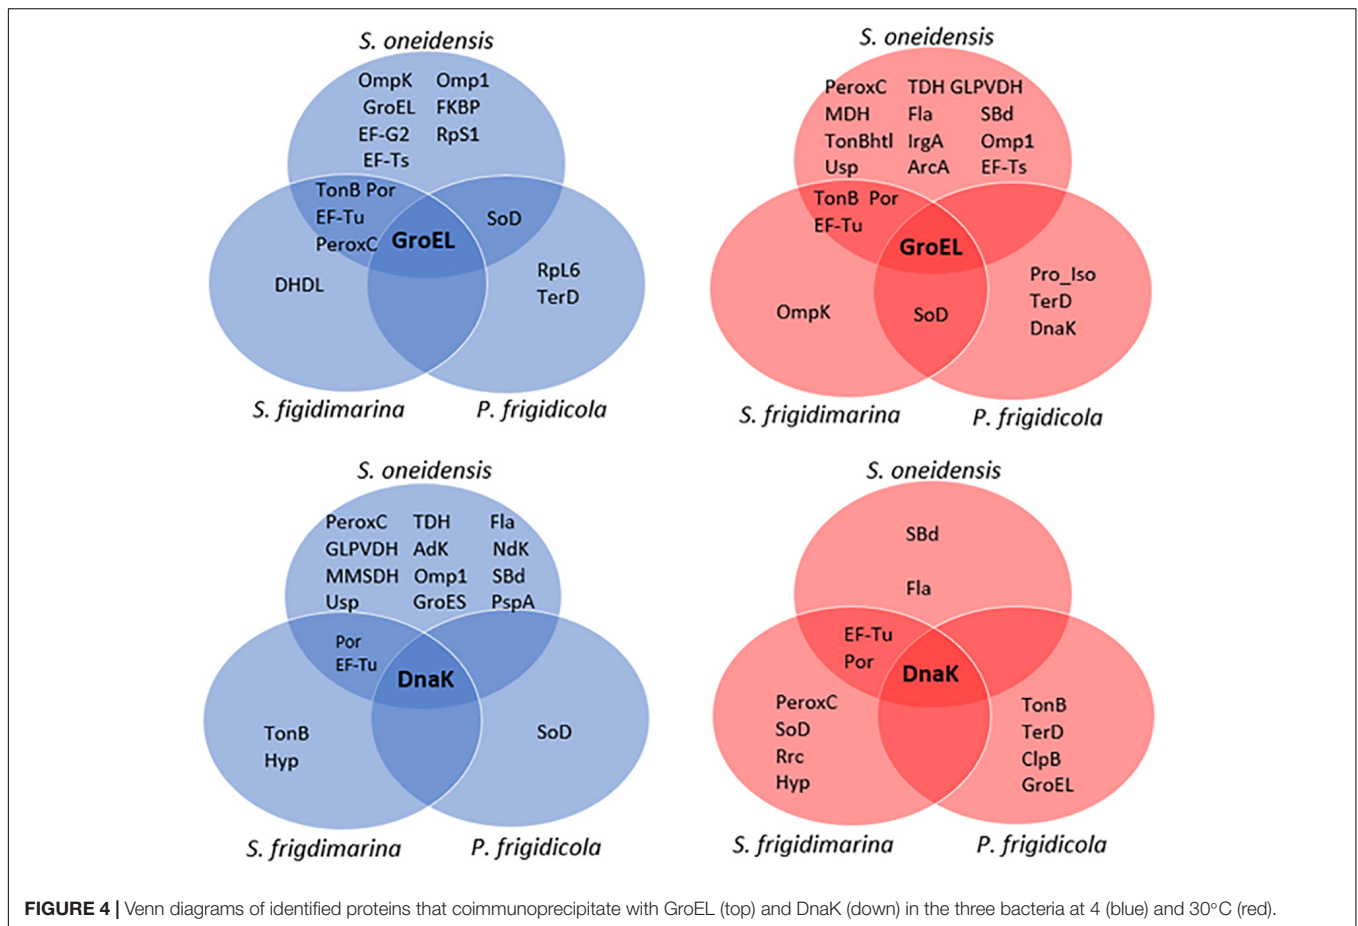 S. oneidensis
OmpK Omp1
GroEL FKBP
EF-G2 RpS1
EF-Ts
TonB Por
EF-Tu
PeroxC
GroEL
SoD
DHDL
RpL6
TerD
S. figidimarina
P. frigidicola
S. oneidensis
PeroxC TDH GLPVDH
MDH Fla SBd
TonBhtl IrgA Omp1
Usp ArcA EF-Ts
TonB Por
EF-Tu
GroEL
OmpK
SoD
Pro_Iso
TerD
DnaK
S. frigidimarina
P. frigidicola
S. oneidensis
PeroxC TDH Fla
GLPVDH AdK NdK
MMSDH Omp1 SBd
Usp GroES PspA
Por
EF-Tu
DnaK
TonB
Hyp
SoD
S. frigdimarina
P. frigidicola
S. oneidensis
SBd
Fla
EF-Tu
Por
DnaK
PeroxC
SoD
Rrc
Hyp
TonB
TerD
ClpB
GroEL
S. frigidimarina
P. frigidicola
FIGURE 4 | Venn diagrams of identified proteins that coimmunoprecipitate with GroEL (top) and DnaK (down) in the three bacteria at 4 (blue) and 30°C (red).